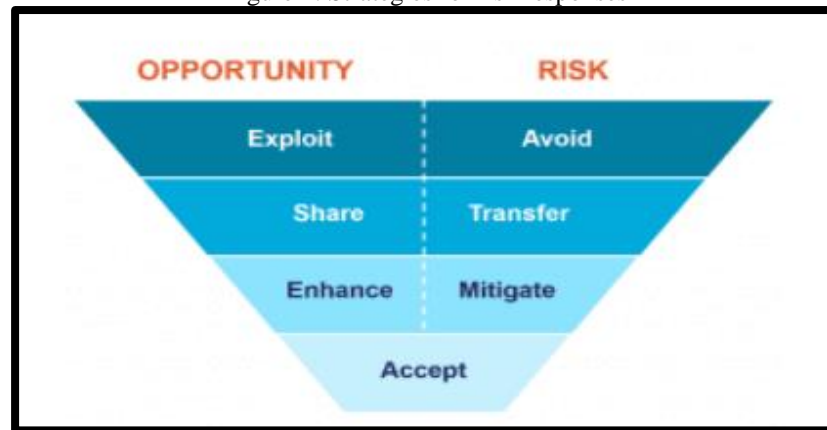 OPPORTUNITY RISK
Exploit Avoid
Share Transfer
Enhance Mitigate
Accept